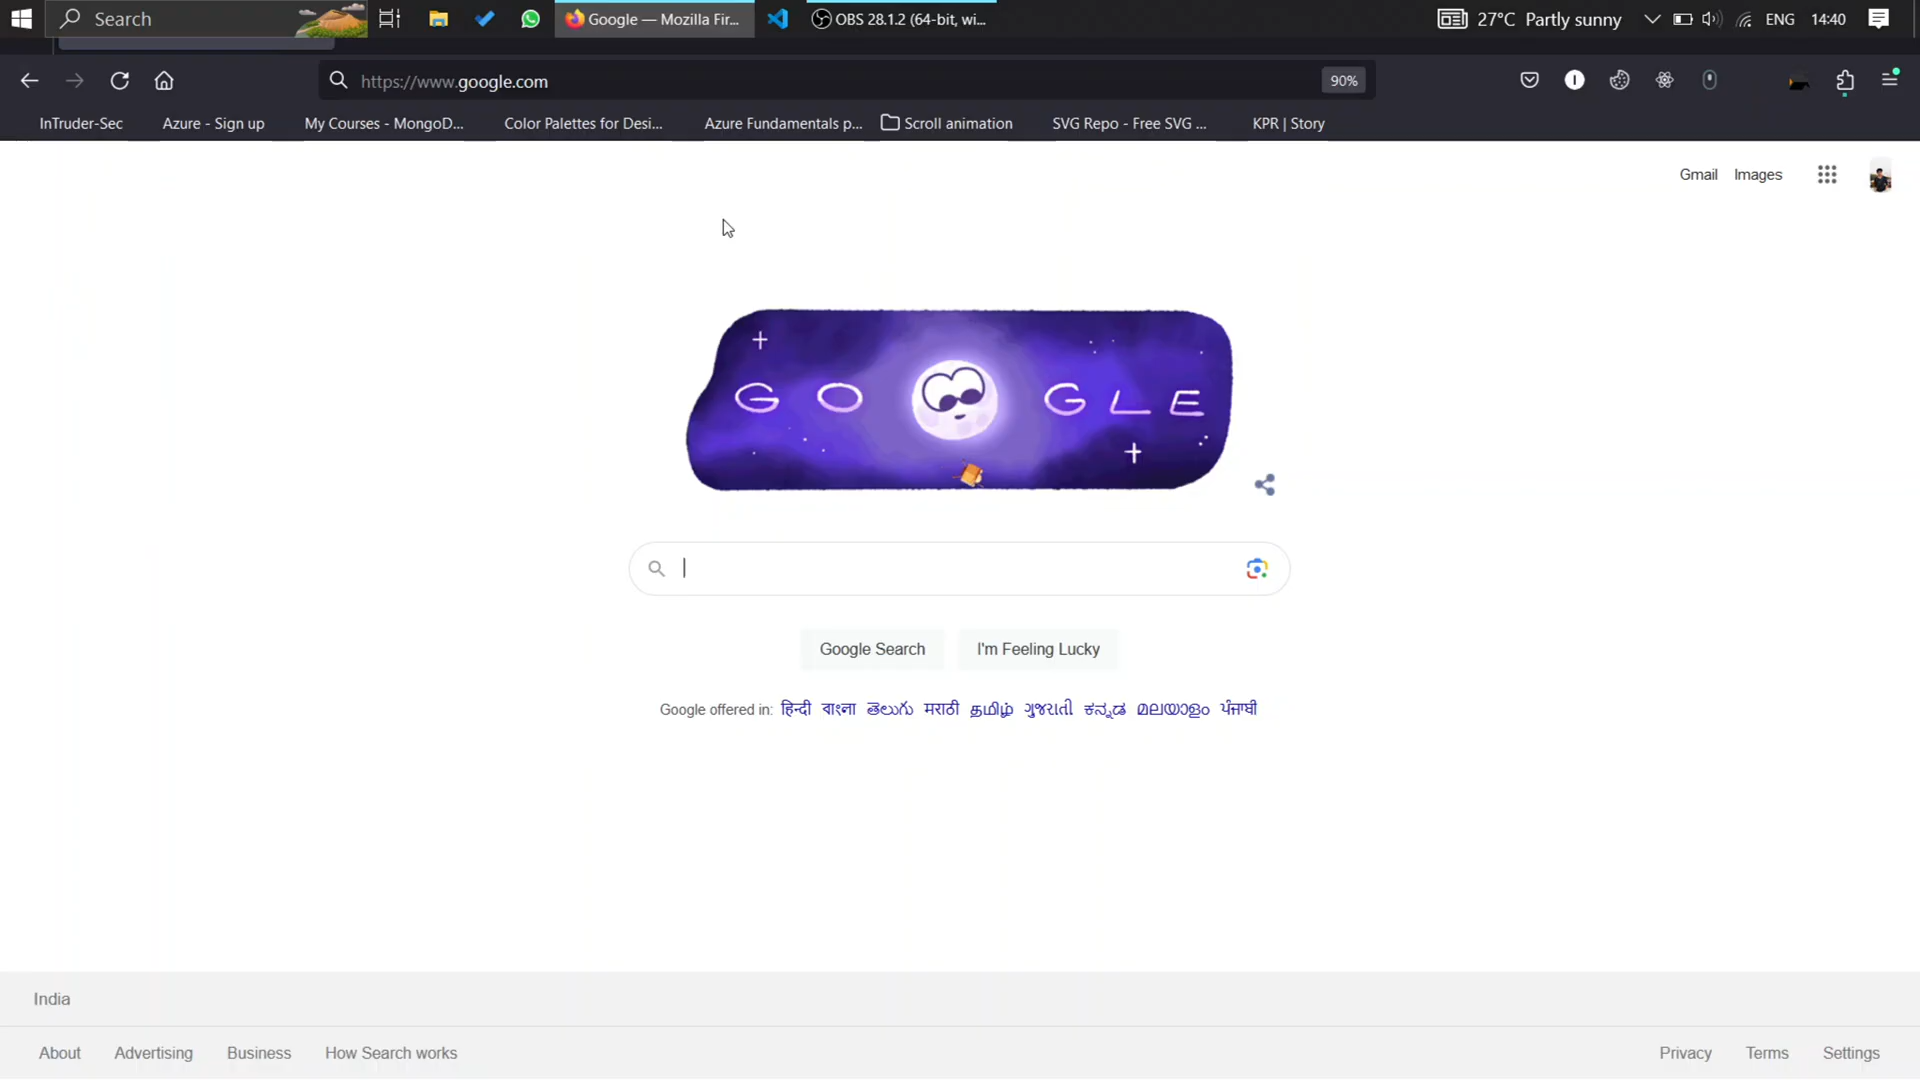 Search
Google — Mozilla Fir...
OBS 28.1.2 (64-bit, wi...
27°C Partly sunny
ENG
14:40
https://www.google.com
90%
InTruder-Sec
Azure - Sign up
My Courses - MongoD...
Color Palettes for Desi...
Azure Fundamentals p...
Scroll animation
SVG Repo - Free SVG ...
KPR | Story
Gmail
Images
GO GLE
Google Search
I'm Feeling Lucky
Google offered in: हिन्दी বাংলা తెలుగు मराठी தமிழ் ગુજરાતી ಕನ್ನಡ മലയാളം ਪੰਜਾਬੀ
India
About
Advertising
Business
How Search works
Privacy
Terms
Settings